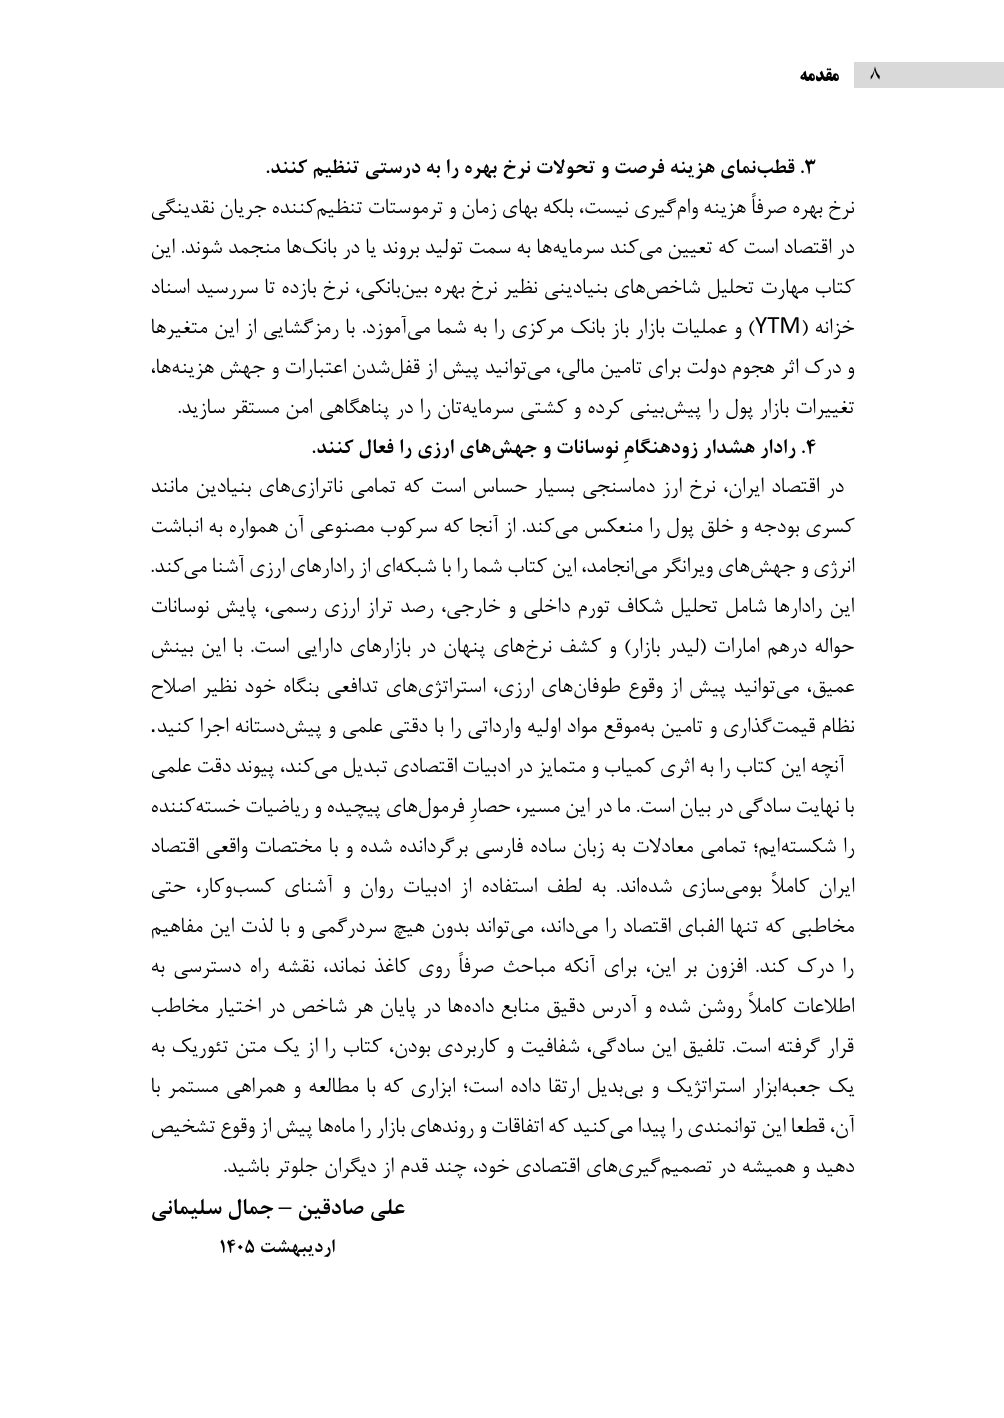 ۸ مقدمه
۳. قطب‌نمای هزینه فرصت و تحولات نرخ بهره را به درستی تنظیم کنند.
نرخ بهره صرفاً هزینه وام‌گیری نیست، بلکه بهای زمان و ترموستات تنظیم‌کننده جریان نقدینگی
در اقتصاد است که تعیین می‌کند سرمایه‌ها به سمت تولید بروند یا در بانک‌ها منجمد شوند. این
کتاب مهارت تحلیل شاخص‌های بنیادینی نظیر نرخ بهره بین‌بانکی، نرخ بازده تا سررسید اسناد
خزانه (YTM) و عملیات بازار باز بانک مرکزی را به شما می‌آموزد. با رمزگشایی از این متغیرها
و درک اثر هجوم دولت برای تامین مالی، می‌توانید پیش از قفل‌شدن اعتبارات و جهش هزینه‌ها،
تغییرات بازار پول را پیش‌بینی کرده و کشتی سرمایه‌تان را در پناهگاهی امن مستقر سازید.
۴. رادار هشدار زودهنگامِ نوسانات و جهش‌های ارزی را فعال کنند.
در اقتصاد ایران، نرخ ارز دماسنجی بسیار حساس است که تمامی ناترازی‌های بنیادین مانند
کسری بودجه و خلق پول را منعکس می‌کند. از آنجا که سرکوب مصنوعی آن همواره به انباشت
انرژی و جهش‌های ویرانگر می‌انجامد، این کتاب شما را با شبکه‌ای از رادارهای ارزی آشنا می‌کند.
این رادارها شامل تحلیل شکاف تورم داخلی و خارجی، رصد تراز ارزی رسمی، پایش نوسانات
حواله درهم امارات (لیدر بازار) و کشف نرخ‌های پنهان در بازارهای دارایی است. با این بینش
عمیق، می‌توانید پیش از وقوع طوفان‌های ارزی، استراتژی‌های تدافعی بنگاه خود نظیر اصلاح
نظام قیمت‌گذاری و تامین به‌موقع مواد اولیه وارداتی را با دقتی علمی و پیش‌دستانه اجرا کنید.
آنچه این کتاب را به اثری کمیاب و متمایز در ادبیات اقتصادی تبدیل می‌کند، پیوند دقت علمی
با نهایت سادگی در بیان است. ما در این مسیر، حصارِ فرمول‌های پیچیده و ریاضیات خسته‌کننده
را شکسته‌ایم؛ تمامی معادلات به زبان ساده فارسی برگردانده شده و با مختصات واقعی اقتصاد
ایران کاملاً بومی‌سازی شده‌اند. به لطف استفاده از ادبیات روان و آشنای کسب‌وکار، حتی
مخاطبی که تنها الفبای اقتصاد را می‌داند، می‌تواند بدون هیچ سردرگمی و با لذت این مفاهیم
را درک کند. افزون بر این، برای آنکه مباحث صرفاً روی کاغذ نماند، نقشه راه دسترسی به
اطلاعات کاملاً روشن شده و آدرس دقیق منابع داده‌ها در پایان هر شاخص در اختیار مخاطب
قرار گرفته است. تلفیق این سادگی، شفافیت و کاربردی بودن، کتاب را از یک متن تئوریک به
یک جعبه‌ابزار استراتژیک و بی‌بدیل ارتقا داده است؛ ابزاری که با مطالعه و همراهی مستمر با
آن، قطعا این توانمندی را پیدا می‌کنید که اتفاقات و روندهای بازار را ماه‌ها پیش از وقوع تشخیص
دهید و همیشه در تصمیم‌گیری‌های اقتصادی خود، چند قدم از دیگران جلوتر باشید.
علی صادقین – جمال سلیمانی
اردیبهشت ۱۴۰۵